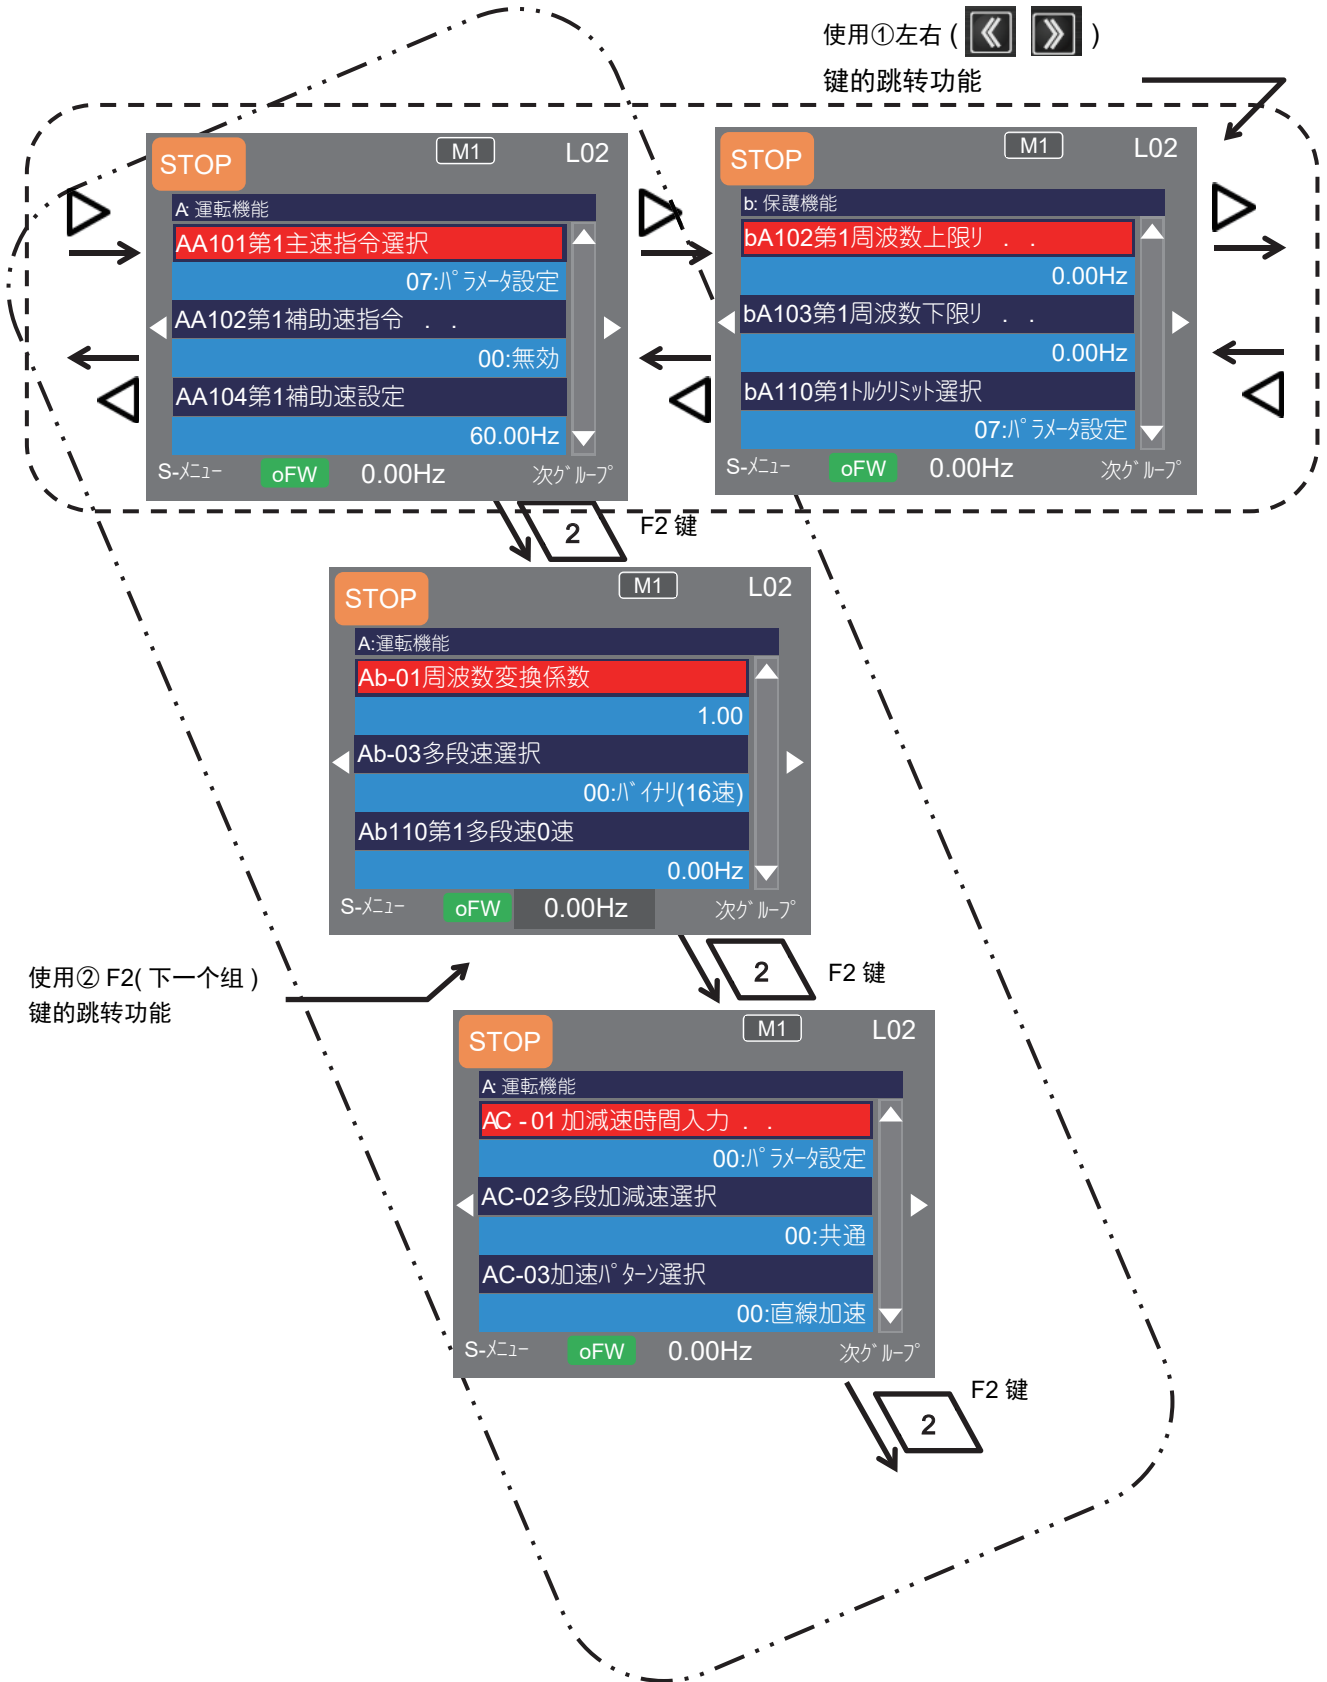 使用①左右 (《 》)
键的跳转功能
STOP
M1
L02
A: 運転機能
AA101第1主速指令選択
07:ﾊﾟﾗﾒｰﾀ設定
AA102第1補助速指令 . .
00:無効
AA104第1補助速設定
60.00Hz
S-ﾒﾆｭｰ
oFW
0.00Hz
次ｸﾞﾙｰﾌﾟ
STOP
M1
L02
b: 保護機能
bA102第1周波数上限ﾘ . .
0.00Hz
bA103第1周波数下限ﾘ . .
0.00Hz
bA110第1ﾄﾙｸﾘﾐｯﾄ選択
07:ﾊﾟﾗﾒｰﾀ設定
S-ﾒﾆｭｰ
oFW
0.00Hz
次ｸﾞﾙｰﾌﾟ
2
F2 键
STOP
M1
L02
A:運転機能
Ab-01周波数変換係数
1.00
Ab-03多段速選択
00:ﾊﾞｲﾅﾘ(16速)
Ab110第1多段速0速
0.00Hz
S-ﾒﾆｭｰ
oFW
0.00Hz
次ｸﾞﾙｰﾌﾟ
使用② F2( 下一个组 )
键的跳转功能
2
F2 键
STOP
M1
L02
A: 運転機能
AC - 01 加減速時間入力 . .
00:ﾊﾟﾗﾒｰﾀ設定
AC-02多段加減速選択
00:共通
AC-03加速ﾊﾟﾀｰﾝ選択
00:直線加速
S-ﾒﾆｭｰ
oFW
0.00Hz
次ｸﾞﾙｰﾌﾟ
2
F2 键